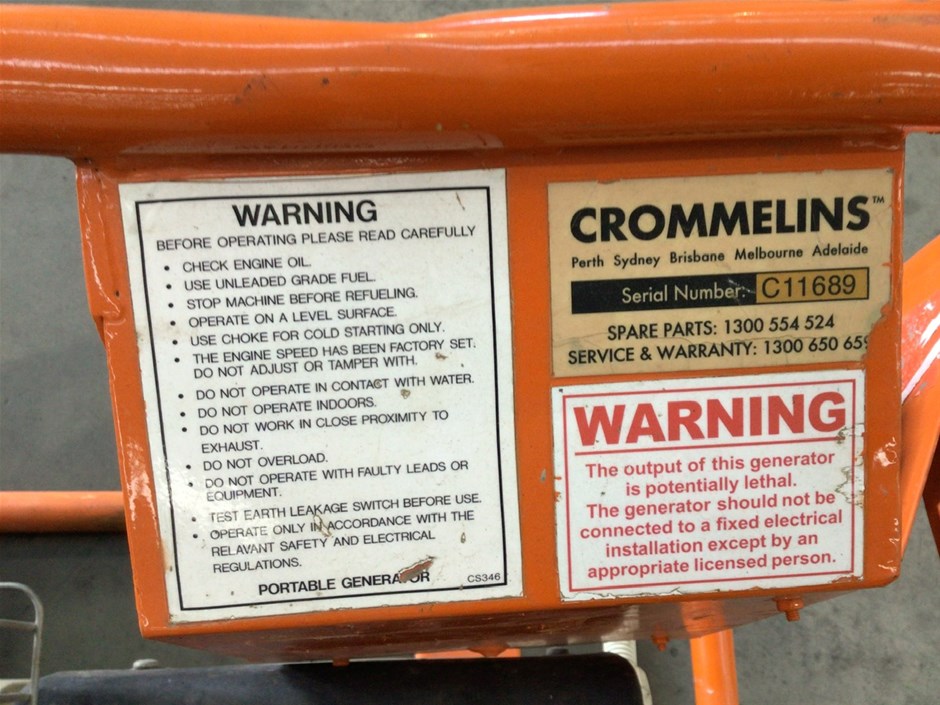 WARNING
BEFORE OPERATING PLEASE READ CAREFULLY
• CHECK ENGINE OIL.
• USE UNLEADED GRADE FUEL.
• STOP MACHINE BEFORE REFUELING.
• OPERATE ON A LEVEL SURFACE.
• USE CHOKE FOR COLD STARTING ONLY.
• THE ENGINE SPEED HAS BEEN FACTORY SET.
DO NOT ADJUST OR TAMPER WITH.
• DO NOT OPERATE IN CONTACT WITH WATER.
• DO NOT OPERATE INDOORS.
• DO NOT WORK IN CLOSE PROXIMITY TO
EXHAUST.
• DO NOT OVERLOAD.
• DO NOT OPERATE WITH FAULTY LEADS OR
EQUIPMENT.
• TEST EARTH LEAKAGE SWITCH BEFORE USE.
• OPERATE ONLY IN ACCORDANCE WITH THE
RELAVANT SAFETY AND ELECTRICAL
REGULATIONS.
PORTABLE GENERATOR CS346
CROMMELINS™
Perth Sydney Brisbane Melbourne Adelaide
Serial Number: C11689
SPARE PARTS: 1300 554 524
SERVICE & WARRANTY: 1300 650 659
WARNING
The output of this generator
is potentially lethal.
The generator should not be
connected to a fixed electrical
installation except by an
appropriate licensed person.